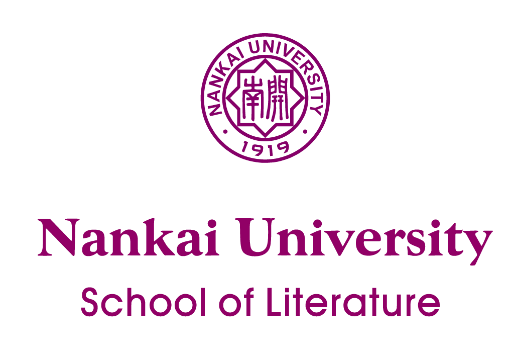 NANKAI UNIVERSITY
南開
· 1919 ·
Nankai University
School of Literature